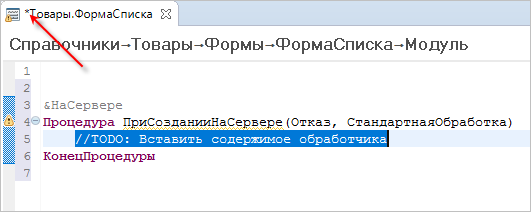 *Товары.ФормаСписка
Справочники→Товары→Формы→ФормаСписка→Модуль
1
2
3 &НаСервере
4 Процедура ПриСозданииНаСервере(Отказ, СтандартнаяОбработка)
5 //TODO: Вставить содержимое обработчика
6 КонецПроцедуры
7